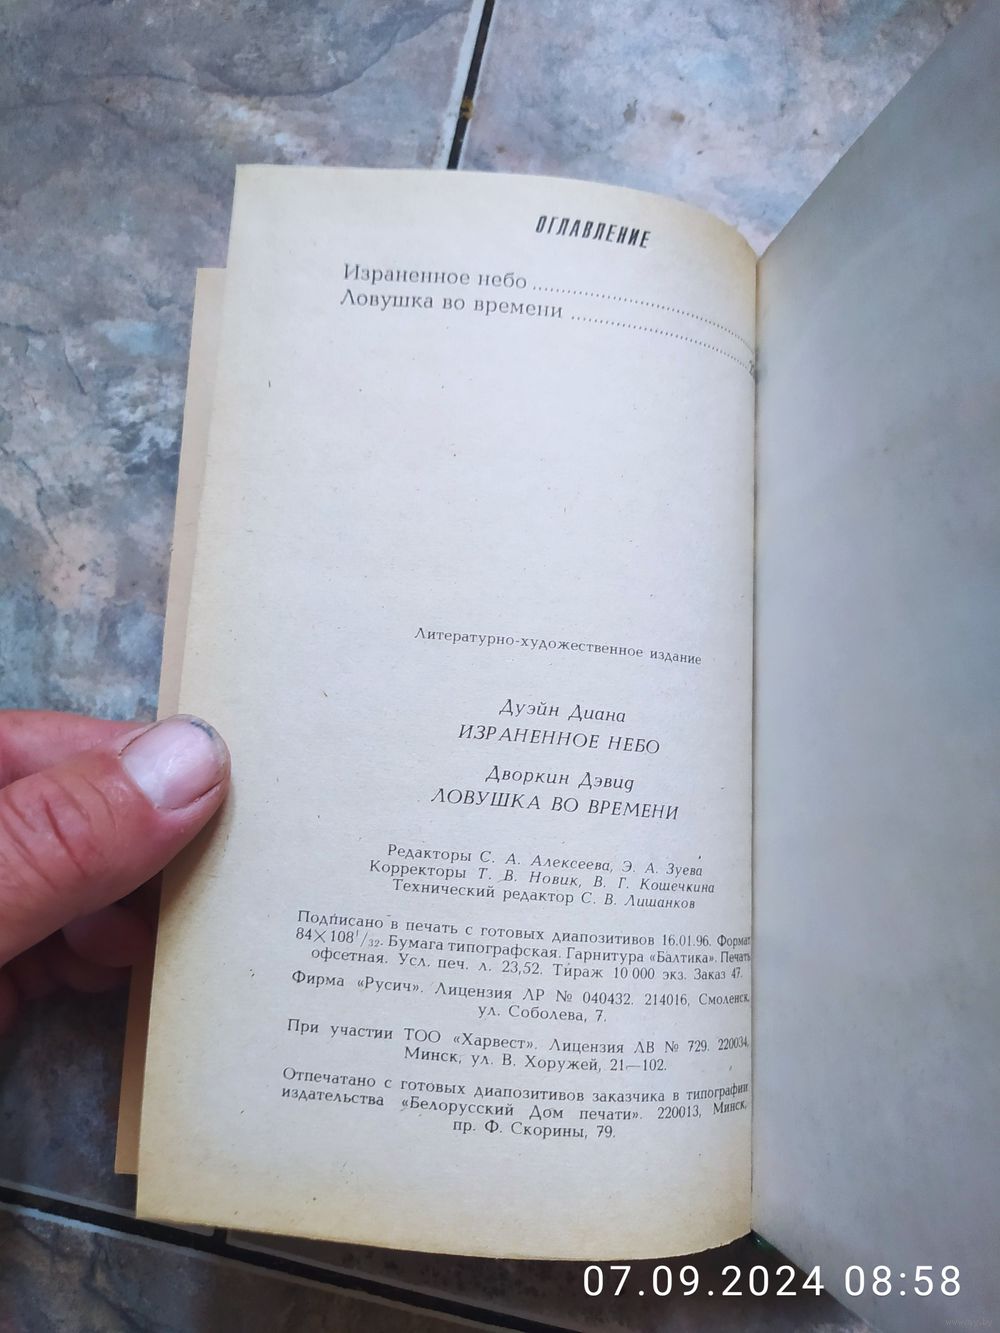 ОГЛАВЛЕНИЕ
Израненное небо
Ловушка во времени
Литературно-художественное издание
Дуэйн Диана
ИЗРАНЕННОЕ НЕБО
Дворкин Дэвид
ЛОВУШКА ВО ВРЕМЕНИ
Редакторы С. А. Алексеева, Э. А. Зуева
Корректоры Т. В. Новик, В. Г. Кошечкина
Технический редактор С. В. Лишанков
Подписано в печать с готовых диапозитивов 16.01.96. Формат
84×108 1/32. Бумага типографская. Гарнитура «Балтика». Печать
офсетная. Усл. печ. л. 23,52. Тираж 10 000 экз. Заказ 47.
Фирма «Русич». Лицензия ЛР № 040432. 214016, Смоленск,
ул. Соболева, 7.
При участии ТОО «Харвест». Лицензия ЛВ № 729. 220034,
Минск, ул. В. Хоружей, 21—102.
Отпечатано с готовых диапозитивов заказчика в типографии
издательства «Белорусский Дом печати». 220013, Минск,
пр. Ф. Скорины, 79.
07.09.2024 08:58